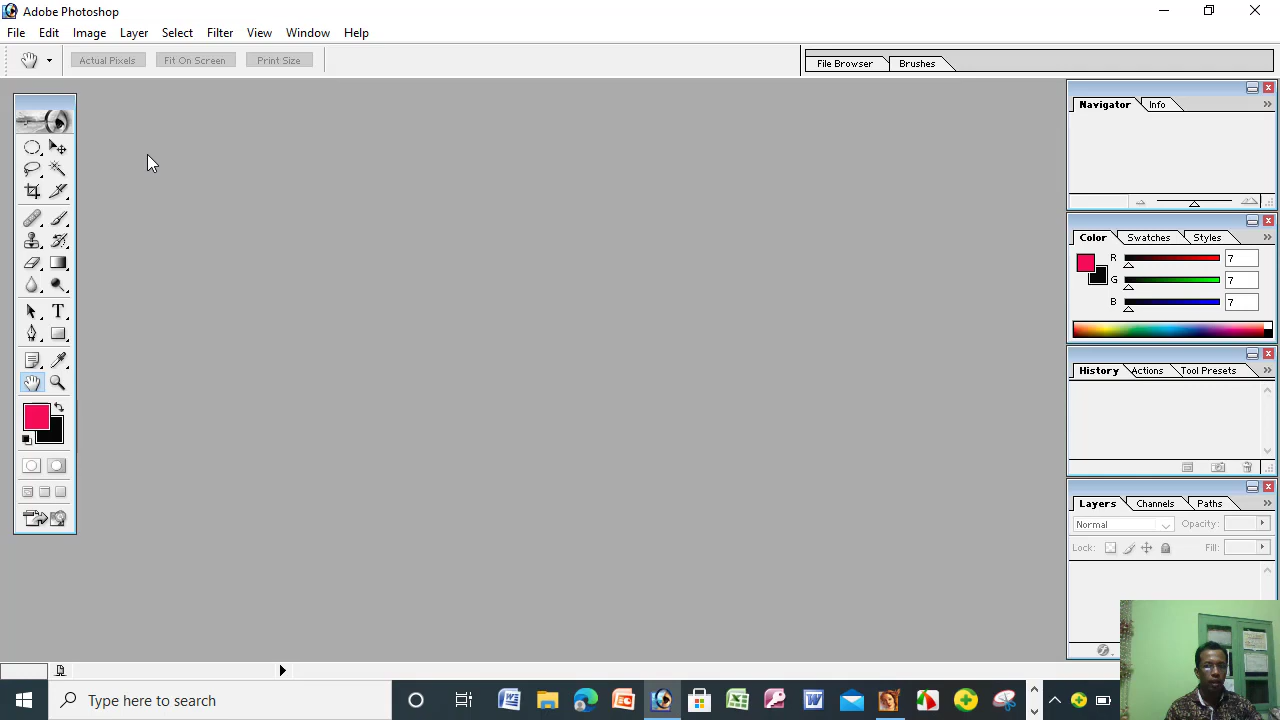 Adobe Photoshop
File Edit Image Layer Select Filter View Window Help
Actual Pixels Fit On Screen Print Size
File Browser Brushes
Navigator Info
Color Swatches Styles
R 7
G 7
B 7
History Actions Tool Presets
Layers Channels Paths
Normal Opacity:
Lock: Fill:
Type here to search